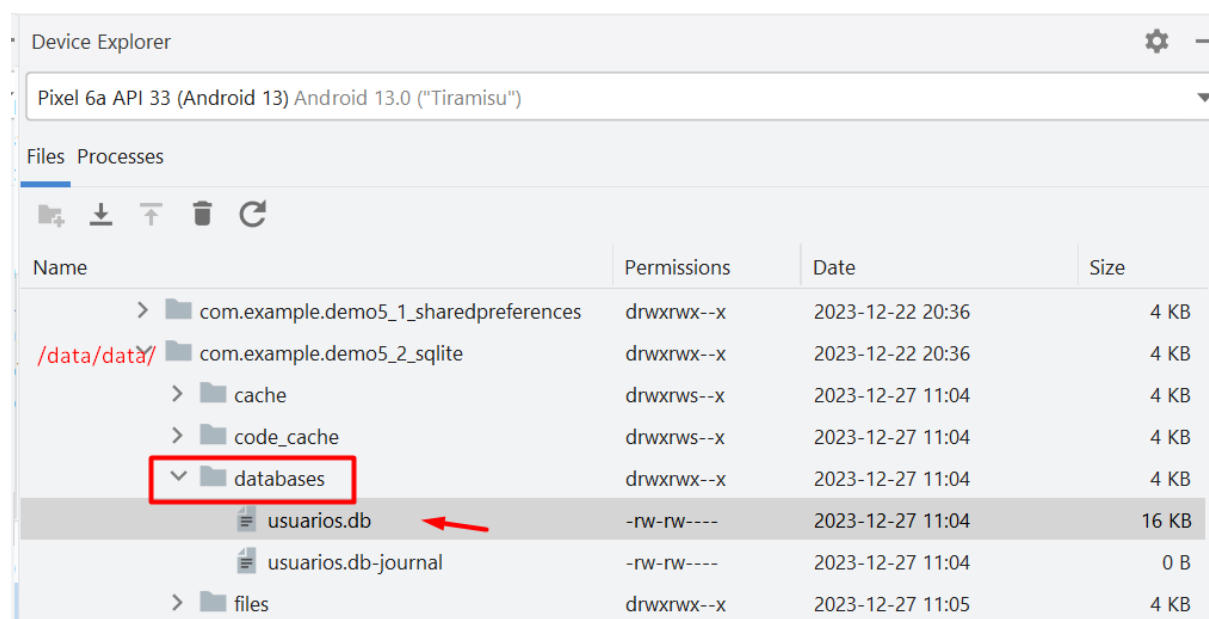 Device Explorer
Pixel 6a API 33 (Android 13) Android 13.0 ("Tiramisu")
Files Processes
Name Permissions Date Size
com.example.demo5_1_sharedpreferences drwxrwx--x 2023-12-22 20:36 4 KB
/data/data/ com.example.demo5_2_sqlite drwxrwx--x 2023-12-22 20:36 4 KB
cache drwxrws--x 2023-12-27 11:04 4 KB
code_cache drwxrws--x 2023-12-27 11:04 4 KB
databases drwxrwx--x 2023-12-27 11:04 4 KB
usuarios.db -rw-rw---- 2023-12-27 11:04 16 KB
usuarios.db-journal -rw-rw---- 2023-12-27 11:04 0 B
files drwxrwx--x 2023-12-27 11:05 4 KB